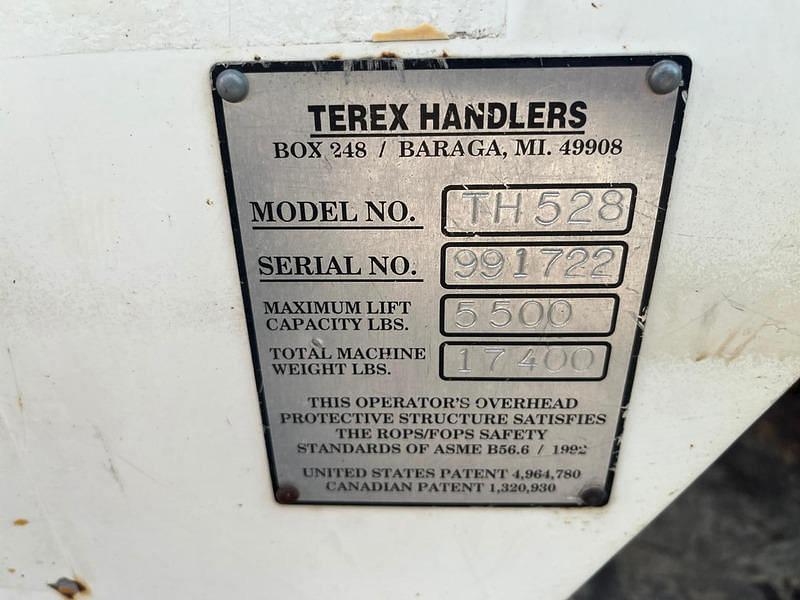 TEREX HANDLERS
BOX 248 / BARAGA, MI. 49908
MODEL NO. TH528
SERIAL NO. 991722
MAXIMUM LIFT
CAPACITY LBS. 5500
TOTAL MACHINE
WEIGHT LBS. 17400
THIS OPERATOR'S OVERHEAD
PROTECTIVE STRUCTURE SATISFIES
THE ROPS/FOPS SAFETY
STANDARDS OF ASME B56.6 / 1992
UNITED STATES PATENT 4,964,780
CANADIAN PATENT 1,320,930